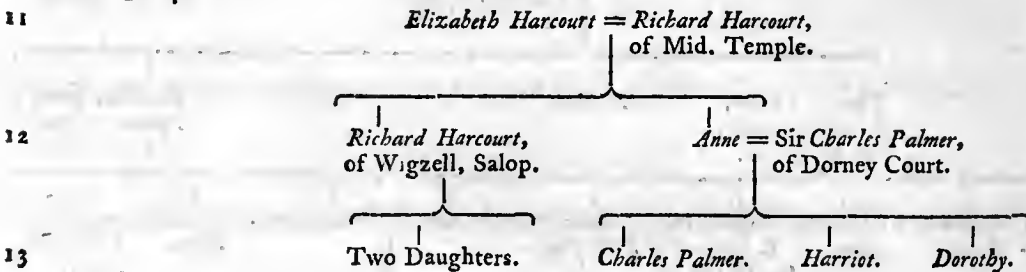 11 Elizabeth Harcourt = Richard Harcourt,
of Mid. Temple.
12 Richard Harcourt, Anne = Sir Charles Palmer,
of Wigzell, Salop. of Dorney Court.
13 Two Daughters. Charles Palmer. Harriot. Dorothy.